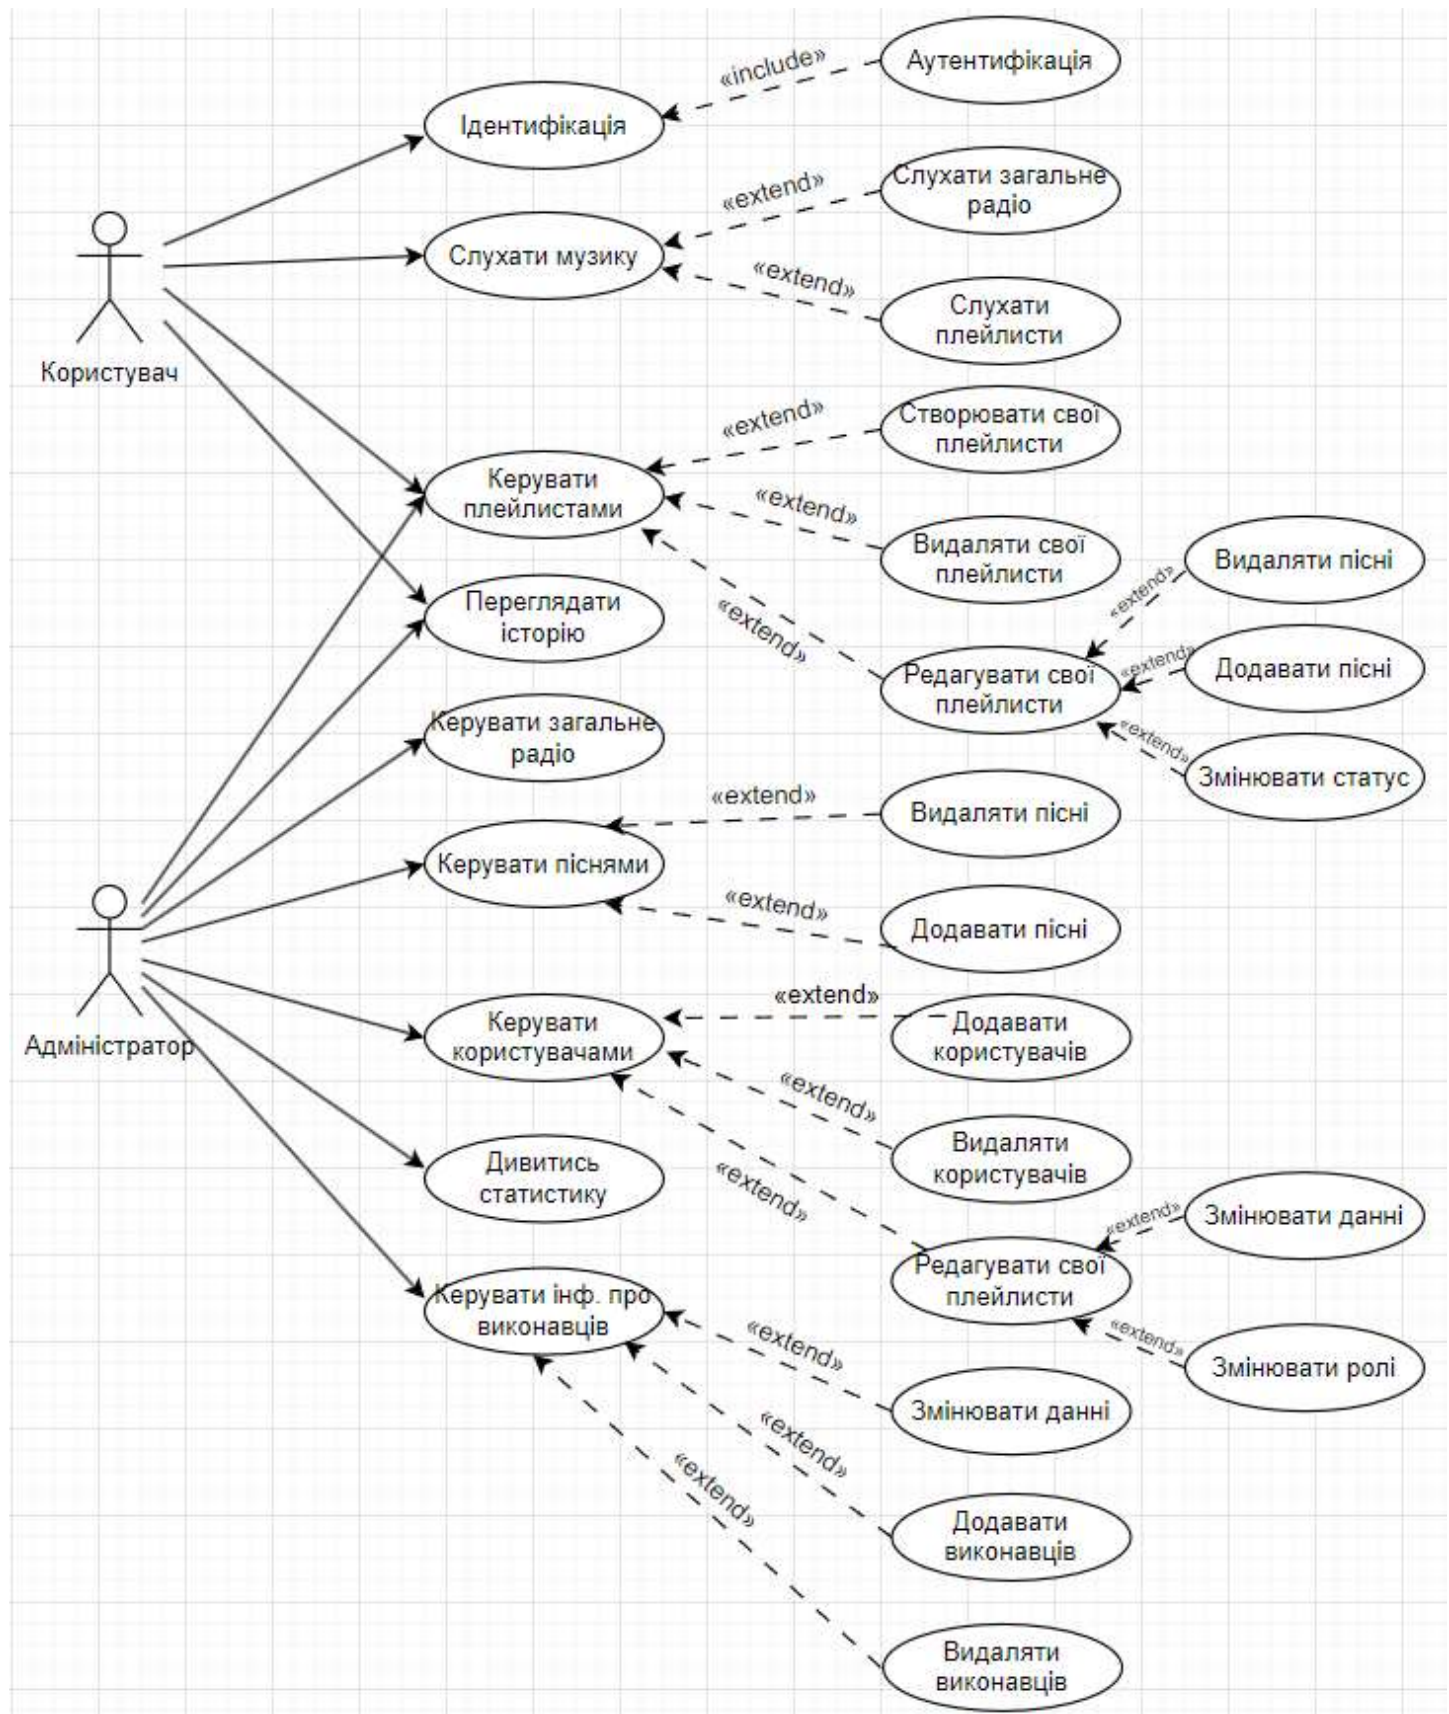 Аутентифікація
«include»
Ідентифікація
Слухати загальне
радіо
«extend»
Слухати музику
«extend»
Слухати
плейлисти
Користувач
Створювати свої
плейлисти
«extend»
Керувати
плейлистами
«extend»
Видаляти свої
плейлисти
Видаляти пісні
«extend»
Переглядати
історію
«extend»
Редагувати свої
плейлисти
«extend»
Додавати пісні
«extend»
Змінювати статус
Керувати загальне
радіо
«extend»
Видаляти пісні
Керувати піснями
«extend»
Додавати пісні
Адміністратор
«extend»
Керувати
користувачами
Додавати
користувачів
«extend»
Видаляти
користувачів
Дивитись
статистику
«extend»
«extend»
Змінювати данні
Редагувати свої
плейлисти
Керувати інф. про
виконавців
«extend»
Змінювати ролі
«extend»
Змінювати данні
«extend»
Додавати
виконавців
«extend»
Видаляти
виконавців